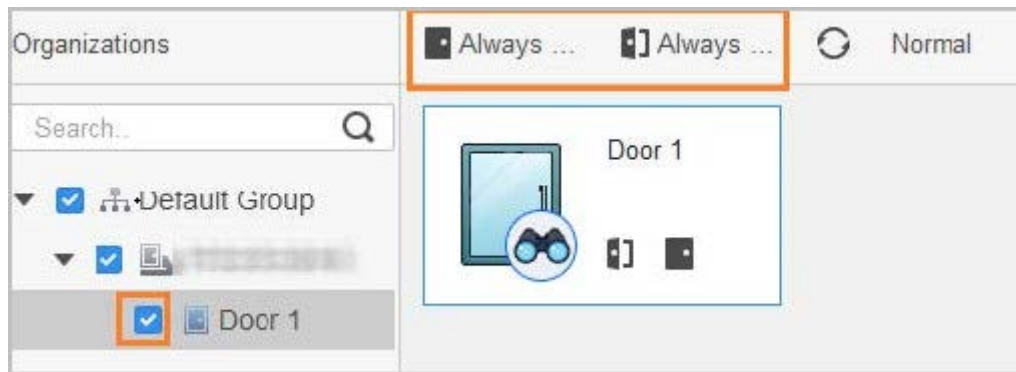 Organizations
Always ... Always ... Normal
Search..
Default Group
Door 1
Door 1